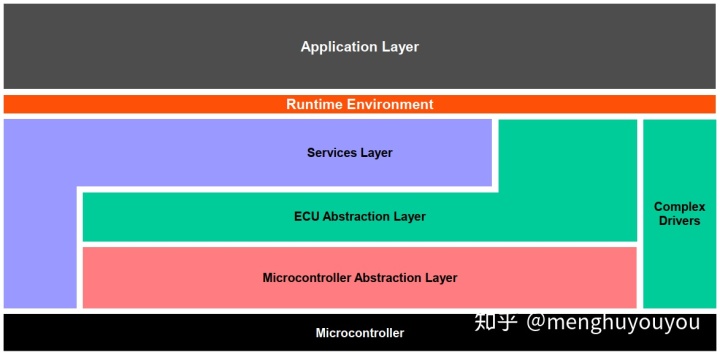 Application Layer
Runtime Environment
Services Layer
ECU Abstraction Layer
Complex
Drivers
Microcontroller Abstraction Layer
知乎 @menghuyouyou
Microcontroller